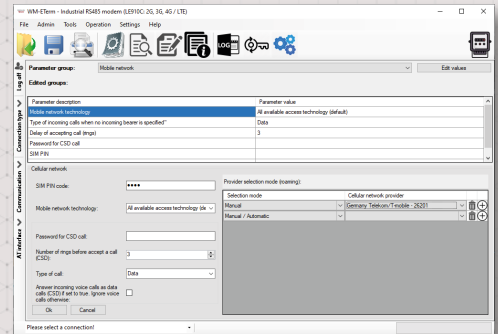 WM-ETerm - Industrial RS485 modem (LE910C: 2G, 3G, 4G / LTE)
File Admin Tools Operation Settings Help
LOG
Parameter group: Mobile network Edit values
Edited groups:
Log off
Connection type
Communication
AT interface
Parameter description Parameter value
Mobile network technology All available access technology (default)
Type of incoming calls when no incoming bearer is specified" Data
Delay of accepting call (rings) 3
Password for CSD call
SIM PIN
Cellular network
SIM PIN code: ●●●●
Mobile network technology: All available access technology (de
Password for CSD call:
Number of rings before accept a call
(CSD): 3
Type of call: Data
Answer incoming voice calls as data
calls (CSD) if set to true. Ignore voice
calls otherwise:
Ok Cancel
Provider selection mode (roaming):
Selection mode Cellular network provider
Manual Germany Telekom/T-mobile - 26201
Manual / Automatic
Please select a connection!